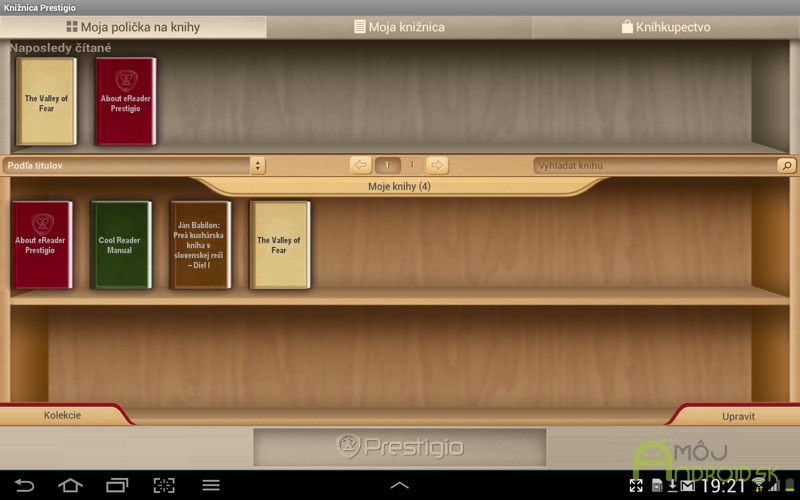 Knižnica Prestigio
Moja polička na knihy
Moja knižnica
Kníhkupectvo
Naposledy čítané
The Valley of
Fear
About eReader
Prestigio
Podľa titulov
1
1
Vyhladat knihu
Moje knihy (4)
About eReader
Prestigio
Cool Reader
Manual
Ján Babilon:
Prvá kuchárska
kniha v
slovenskej reči
– Diel I
The Valley of
Fear
Kolekcie
Upravit
Prestigio
MÔJ
ANDROID.SK
19:21